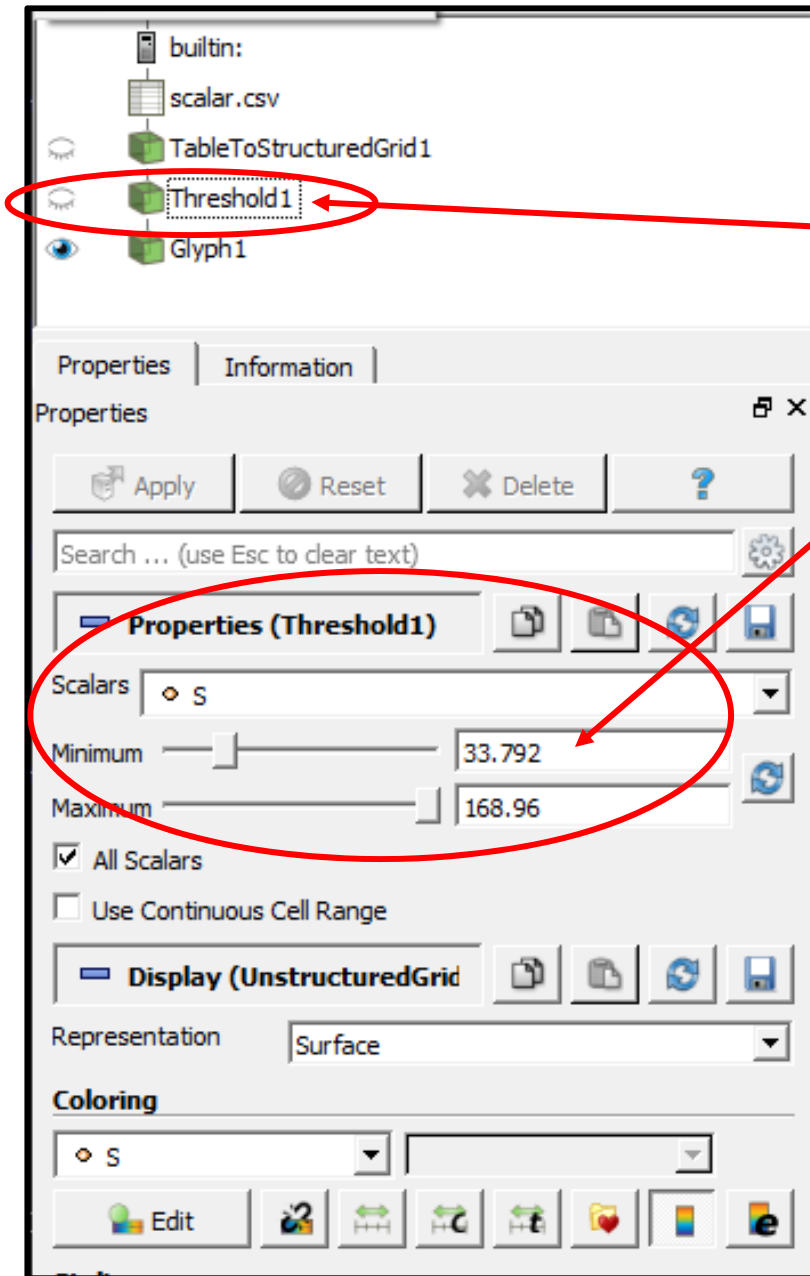 builtin:
scalar.csv
TableToStructuredGrid1
Threshold1
Glyph1
Properties Information
Properties
Apply Reset Delete ?
Search ... (use Esc to clear text)
Properties (Threshold1)
Scalars S
Minimum 33.792
Maximum 168.96
All Scalars
Use Continuous Cell Range
Display (UnstructuredGrid
Representation Surface
Coloring
S
Edit c t e